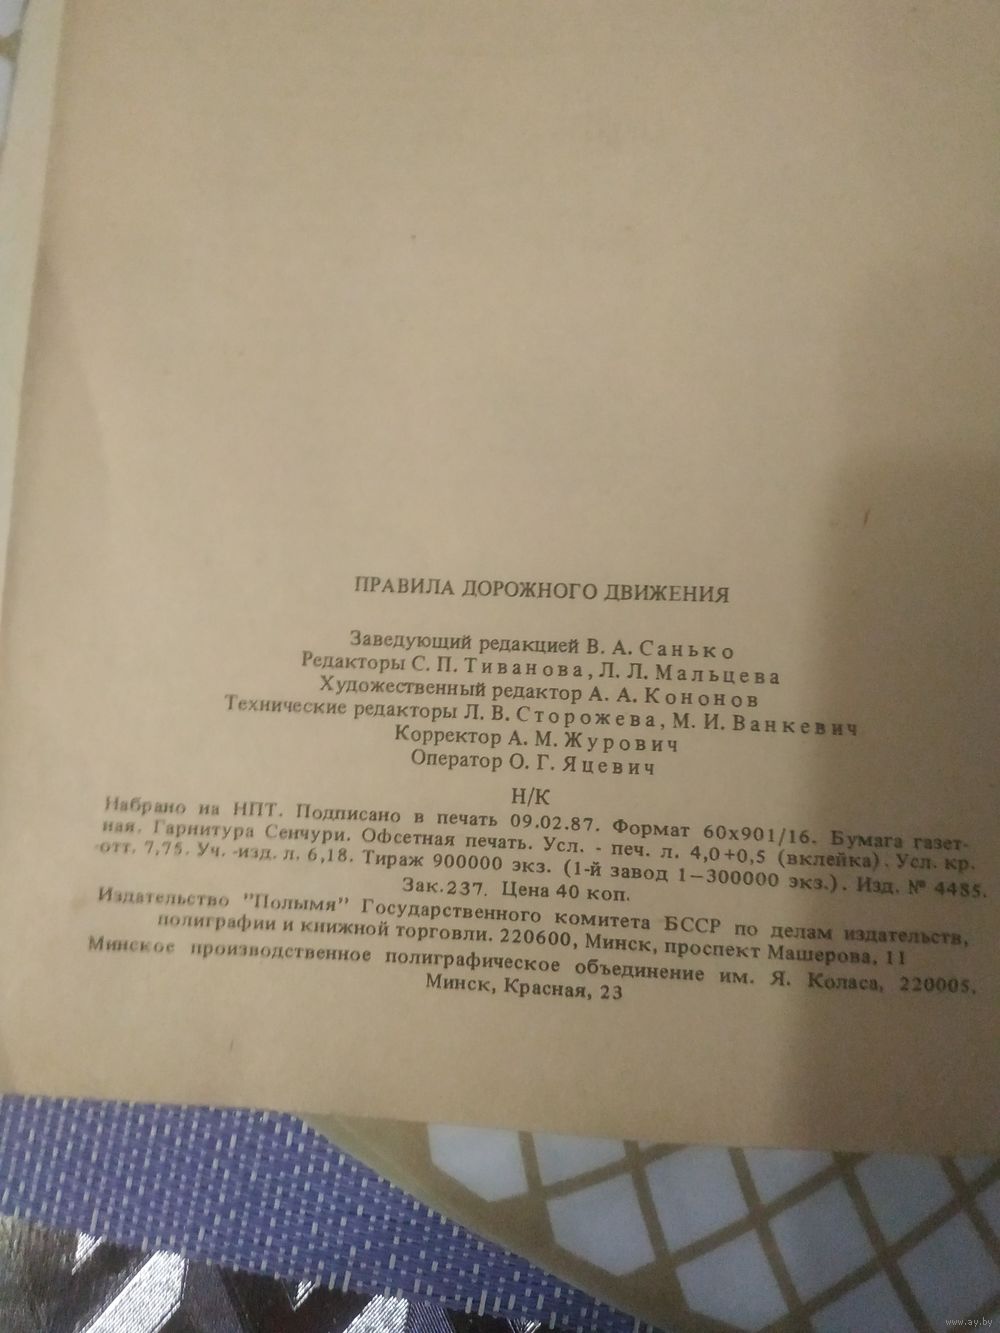 ПРАВИЛА ДОРОЖНОГО ДВИЖЕНИЯ
Заведующий редакцией В. А. Санько
Редакторы С. П. Тиванова, Л. Л. Мальцева
Художественный редактор А. А. Кононов
Технические редакторы Л. В. Сторожева, М. И. Ванкевич
Корректор А. М. Журович
Оператор О. Г. Яцевич
Н/К
Набрано на НПТ. Подписано в печать 09.02.87. Формат 60х901/16. Бумага газет-
ная. Гарнитура Сенчури. Офсетная печать. Усл. - печ. л. 4,0+0,5 (вклейка). Усл. кр.
-отт. 7,75. Уч. -изд. л. 6,18. Тираж 900000 экз. (1-й завод 1—300000 экз.). Изд. № 4485.
Зак.237. Цена 40 коп.
Издательство "Полымя" Государственного комитета БССР по делам издательств,
полиграфии и книжной торговли. 220600, Минск, проспект Машерова, 11
Минское производственное полиграфическое объединение им. Я. Коласа, 220005.
Минск, Красная, 23
www.ay.by